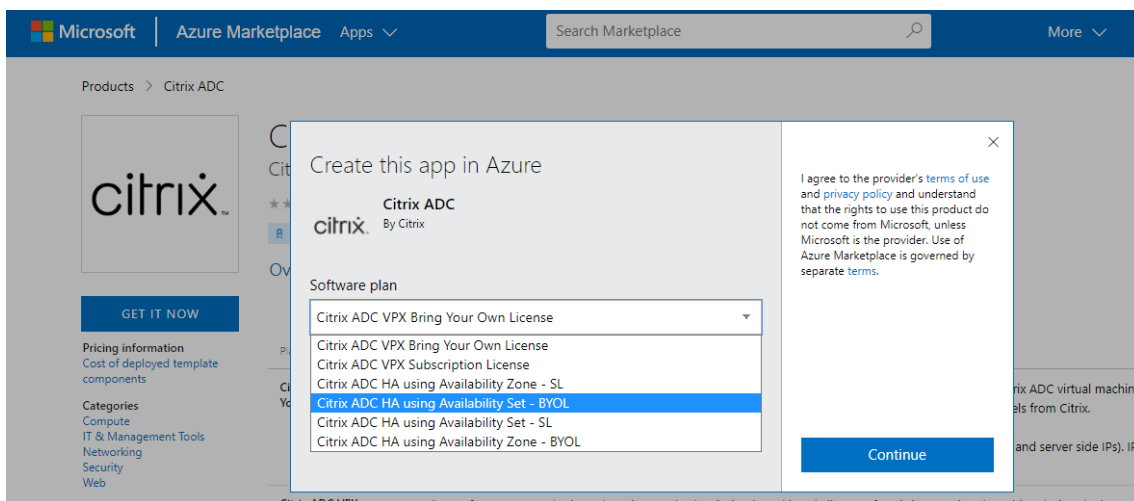 Microsoft
Azure Marketplace
Apps
Search Marketplace
More
Products > Citrix ADC
citrix
GET IT NOW
Pricing information
Cost of deployed template
components
Categories
Compute
IT & Management Tools
Networking
Security
Web
Create this app in Azure
citrix
Citrix ADC
By Citrix
Software plan
Citrix ADC VPX Bring Your Own License
Citrix ADC VPX Bring Your Own License
Citrix ADC VPX Subscription License
Citrix ADC HA using Availability Zone - SL
Citrix ADC HA using Availability Set - BYOL
Citrix ADC HA using Availability Set - SL
Citrix ADC HA using Availability Zone - BYOL
I agree to the provider's terms of use
and privacy policy and understand
that the rights to use this product do
not come from Microsoft, unless
Microsoft is the provider. Use of
Azure Marketplace is governed by
separate terms.
Continue
ADC virtual
from Citrix.
and server side IPs).